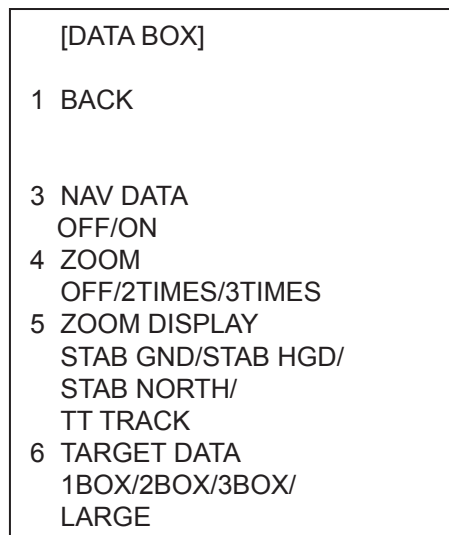 [DATA BOX]
1 BACK
3 NAV DATA
OFF/ON
4 ZOOM
OFF/2TIMES/3TIMES
5 ZOOM DISPLAY
STAB GND/STAB HGD/
STAB NORTH/
TT TRACK
6 TARGET DATA
1BOX/2BOX/3BOX/
LARGE